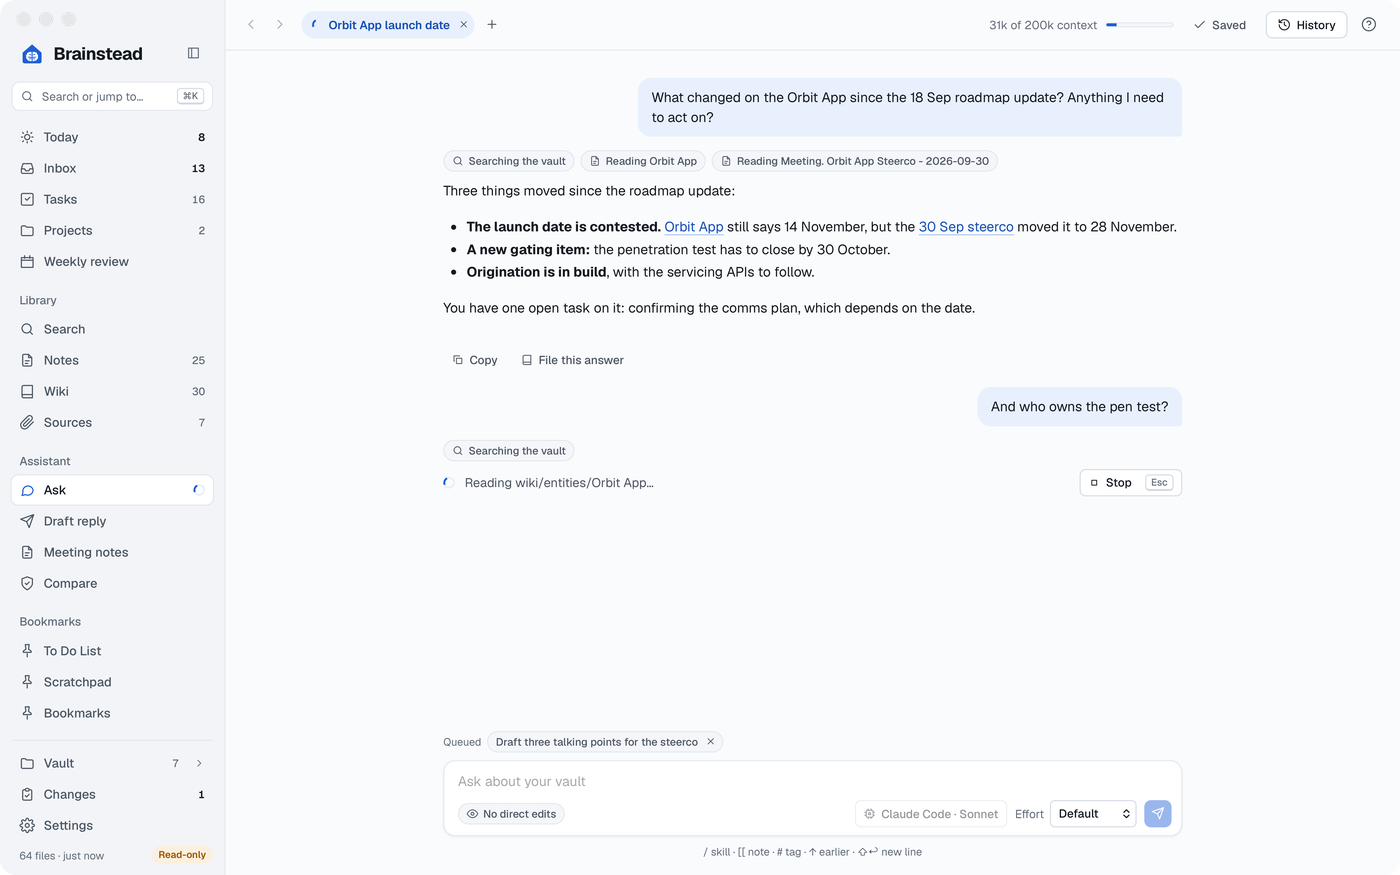 Brainstead
Search or jump to... ⌘K
Today 8
Inbox 13
Tasks 16
Projects 2
Weekly review
Library
Search
Notes 25
Wiki 30
Sources 7
Assistant
Ask
Draft reply
Meeting notes
Compare
Bookmarks
To Do List
Scratchpad
Bookmarks
Vault 7
Changes 1
Settings
64 files · just now Read-only
Orbit App launch date
31k of 200k context Saved History
What changed on the Orbit App since the 18 Sep roadmap update? Anything I need
to act on?
Searching the vault Reading Orbit App Reading Meeting. Orbit App Steerco - 2026-09-30
Three things moved since the roadmap update:
• The launch date is contested. Orbit App still says 14 November, but the 30 Sep steerco moved it to 28 November.
• A new gating item: the penetration test has to close by 30 October.
• Origination is in build, with the servicing APIs to follow.
You have one open task on it: confirming the comms plan, which depends on the date.
Copy File this answer
And who owns the pen test?
Searching the vault
Reading wiki/entities/Orbit App... Stop Esc
Queued Draft three talking points for the steerco
Ask about your vault
No direct edits Claude Code · Sonnet Effort Default
/ skill · [[ note · # tag · ↑ earlier · ⇧↩ new line